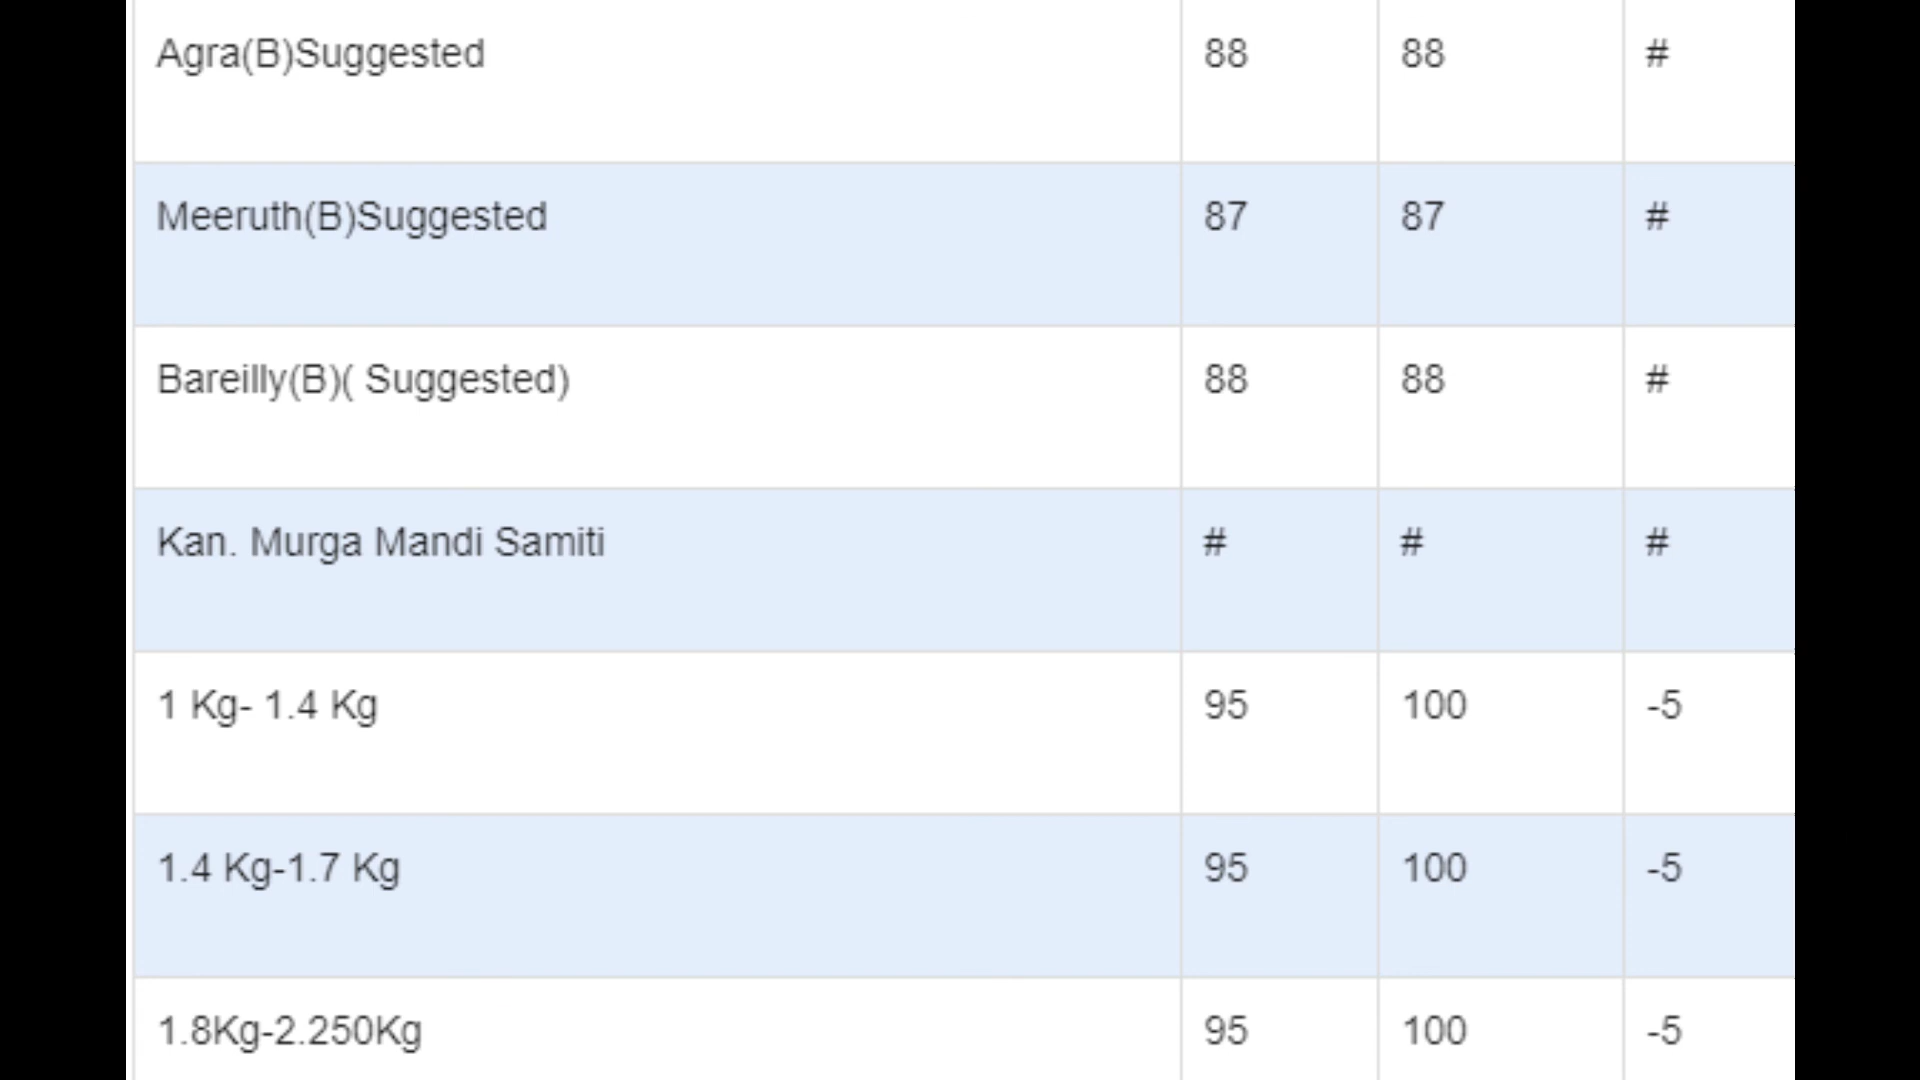 Agra(B)Suggested 88 88 #
Meeruth(B)Suggested 87 87 #
Bareilly(B)( Suggested) 88 88 #
Kan. Murga Mandi Samiti # # #
1 Kg- 1.4 Kg 95 100 -5
1.4 Kg-1.7 Kg 95 100 -5
1.8Kg-2.250Kg 95 100 -5